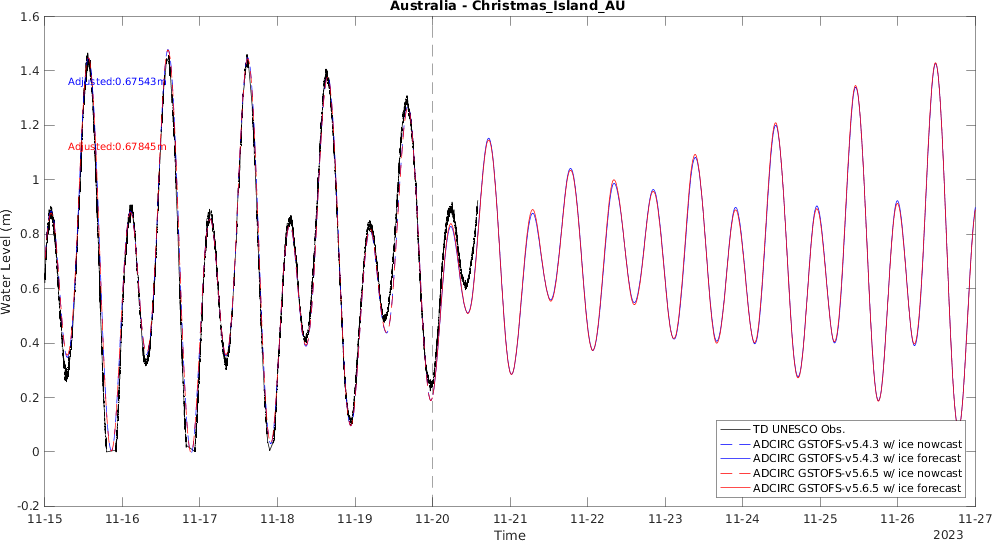 Australia - Christmas_Island_AU
1.6
1.4
1.2
1
0.8
0.6
0.4
0.2
0
-0.2
Water Level (m)
Adjusted:0.67543m
Adjusted:0.67845m
TD UNESCO Obs.
ADCIRC GSTOFS-v5.4.3 w/ ice nowcast
ADCIRC GSTOFS-v5.4.3 w/ ice forecast
ADCIRC GSTOFS-v5.6.5 w/ ice nowcast
ADCIRC GSTOFS-v5.6.5 w/ ice forecast
11-15 11-16 11-17 11-18 11-19 11-20 11-21 11-22 11-23 11-24 11-25 11-26 11-27
Time
2023